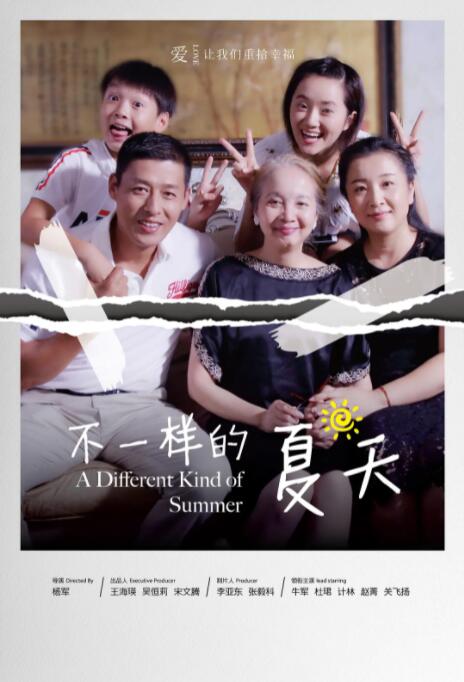 爱 LOVE 让我们重拾幸福
不一样的夏天
A Different Kind of
Summer
导演 Directed By
杨军
出品人 Executive Producer
王海瑛 吴恒莉 宋文腾
制片人 Producer
李亚东 张毅科
领衔主演 lead starring
牛军 杜珺 计林 赵菁 关飞扬